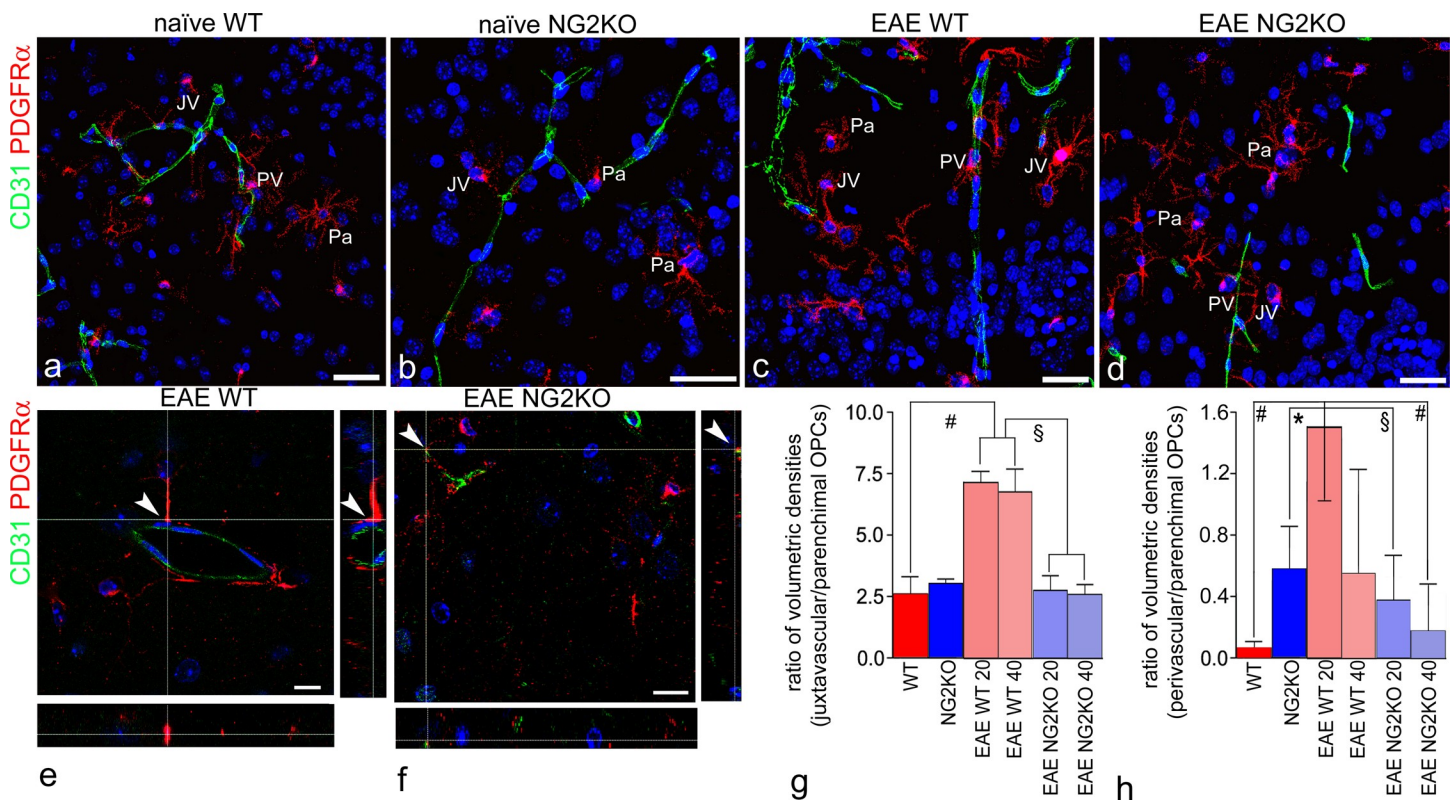 naïve WT
naïve NG2KO
EAE WT
EAE NG2KO
CD31 PDGFRα
JV
PV
Pa
a
JV
Pa
Pa
b
Pa
JV
PV
JV
c
Pa
Pa
PV
JV
d
EAE WT
EAE NG2KO
CD31 PDGFRα
e
f
ratio of volumetric densities
(juxtavascular/parenchimal OPCs)
10.0
7.5
5.0
2.5
0.0
#
§
WT
NG2KO
EAE WT 20
EAE WT 40
EAE NG2KO 20
EAE NG2KO 40
g
ratio of volumetric densities
(perivascular/parenchimal OPCs)
1.6
1.2
0.8
0.4
0.0
#
*
§
#
WT
NG2KO
EAE WT 20
EAE WT 40
EAE NG2KO 20
EAE NG2KO 40
h